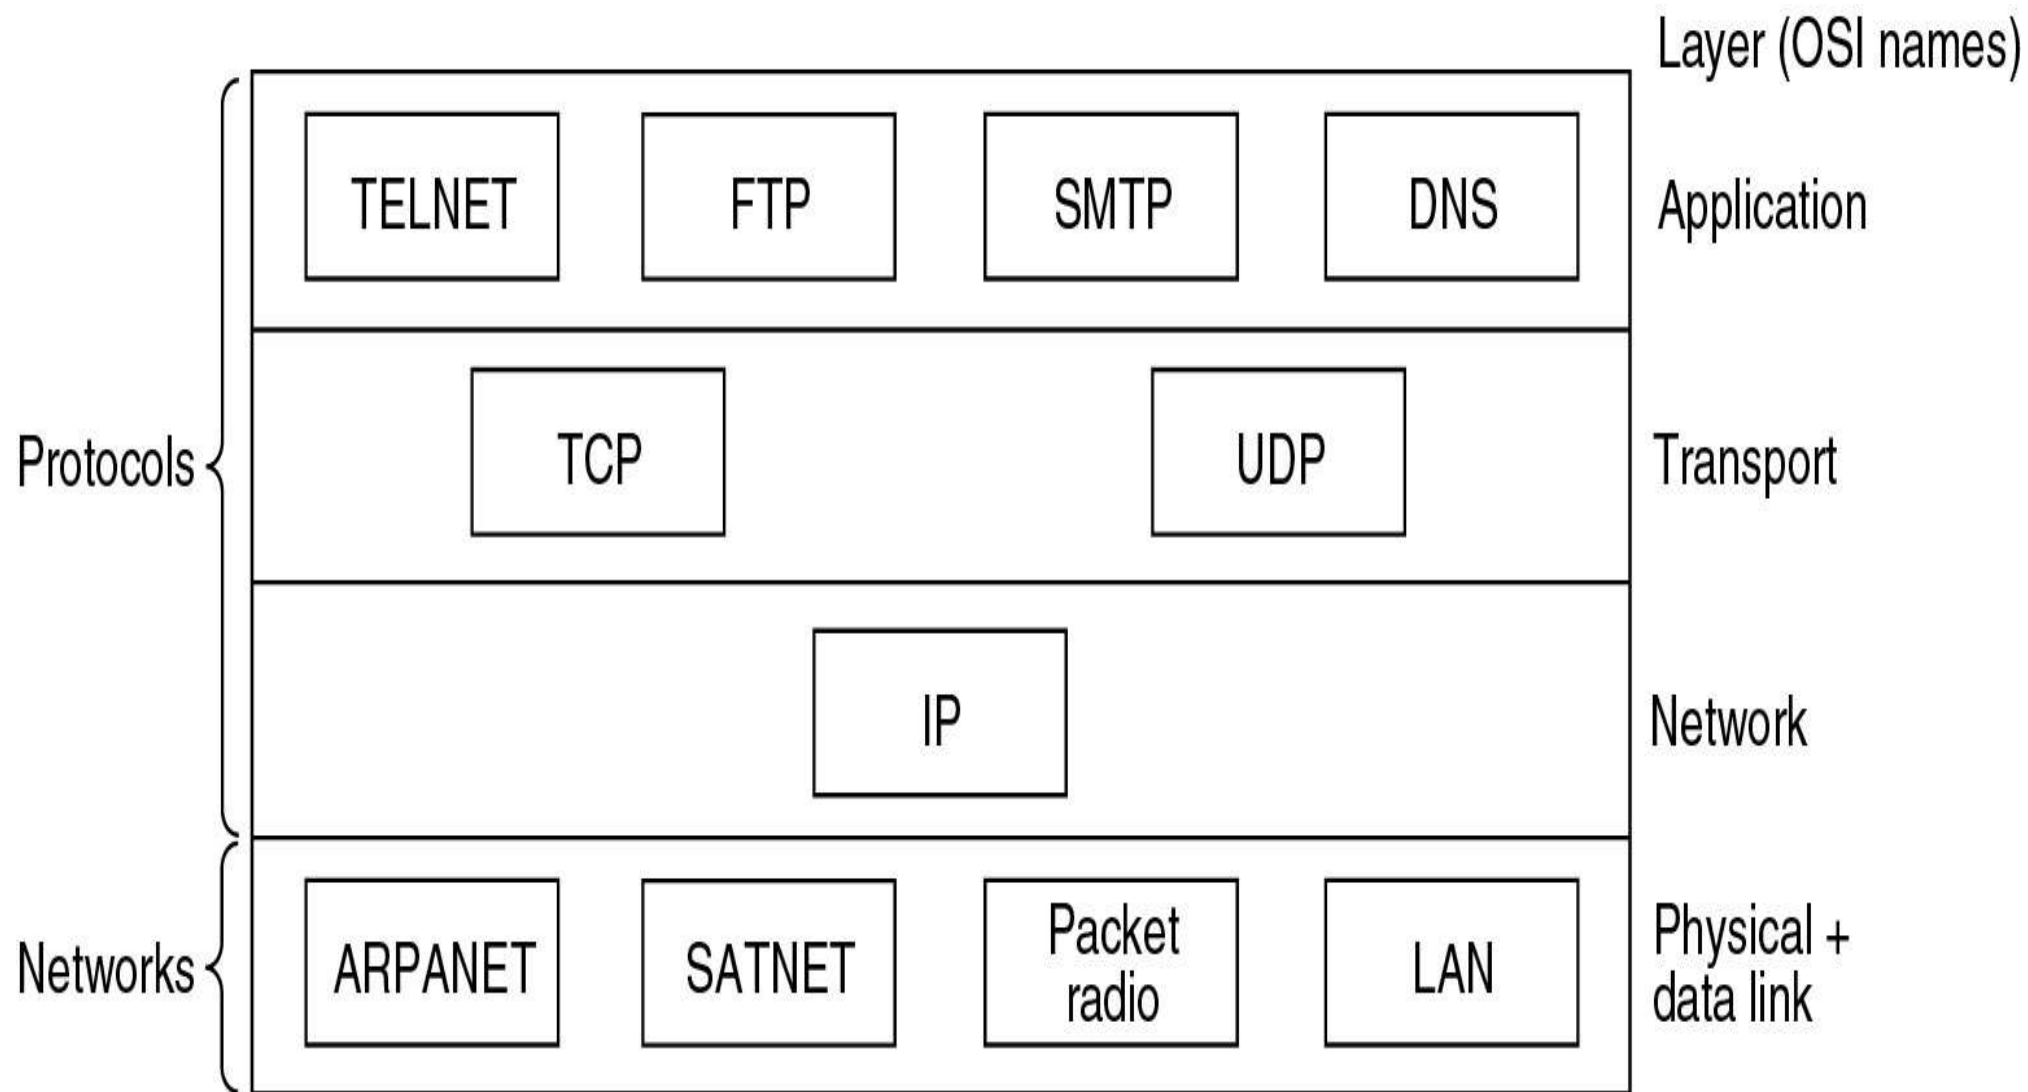 Layer (OSI names)
TELNET
FTP
SMTP
DNS
Application
Protocols
TCP
UDP
Transport
IP
Network
Networks
ARPANET
SATNET
Packet
radio
LAN
Physical +
data link